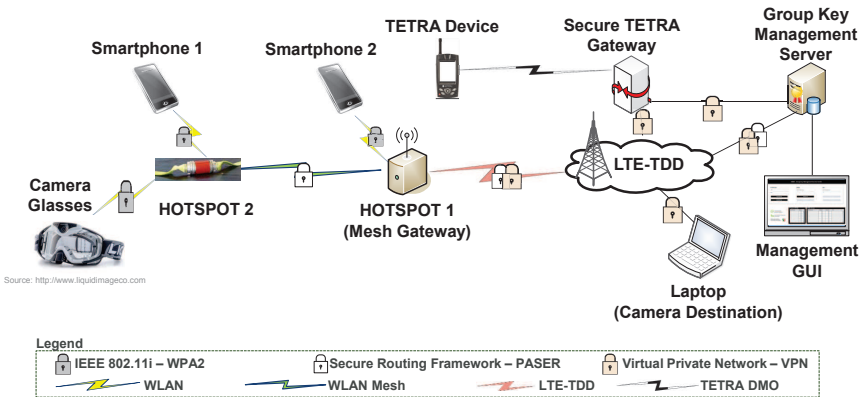 Smartphone 1
Smartphone 2
TETRA Device
Secure TETRA
Gateway
Group Key
Management
Server
LTE-TDD
Camera
Glasses
HOTSPOT 2
HOTSPOT 1
(Mesh Gateway)
Management
GUI
Laptop
(Camera Destination)
Source: http://www.liquidimageco.com
Legend
IEEE 802.11i – WPA2
Secure Routing Framework – PASER
Virtual Private Network – VPN
WLAN
WLAN Mesh
LTE-TDD
TETRA DMO